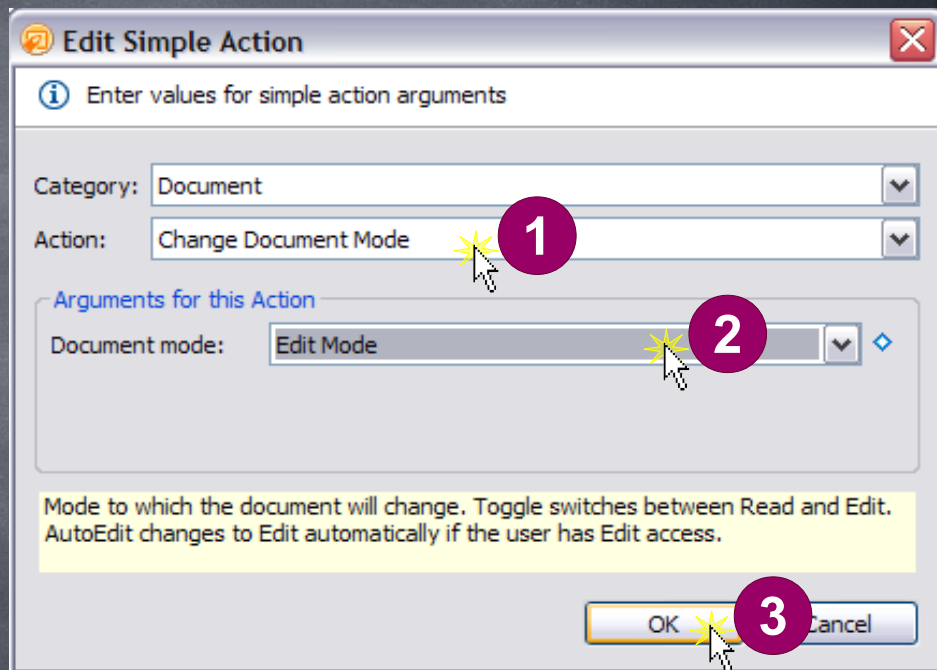 Edit Simple Action
Enter values for simple action arguments
Category: Document
Action: Change Document Mode
1
Arguments for this Action
Document mode: Edit Mode
2
Mode to which the document will change. Toggle switches between Read and Edit.
AutoEdit changes to Edit automatically if the user has Edit access.
OK 3 Cancel